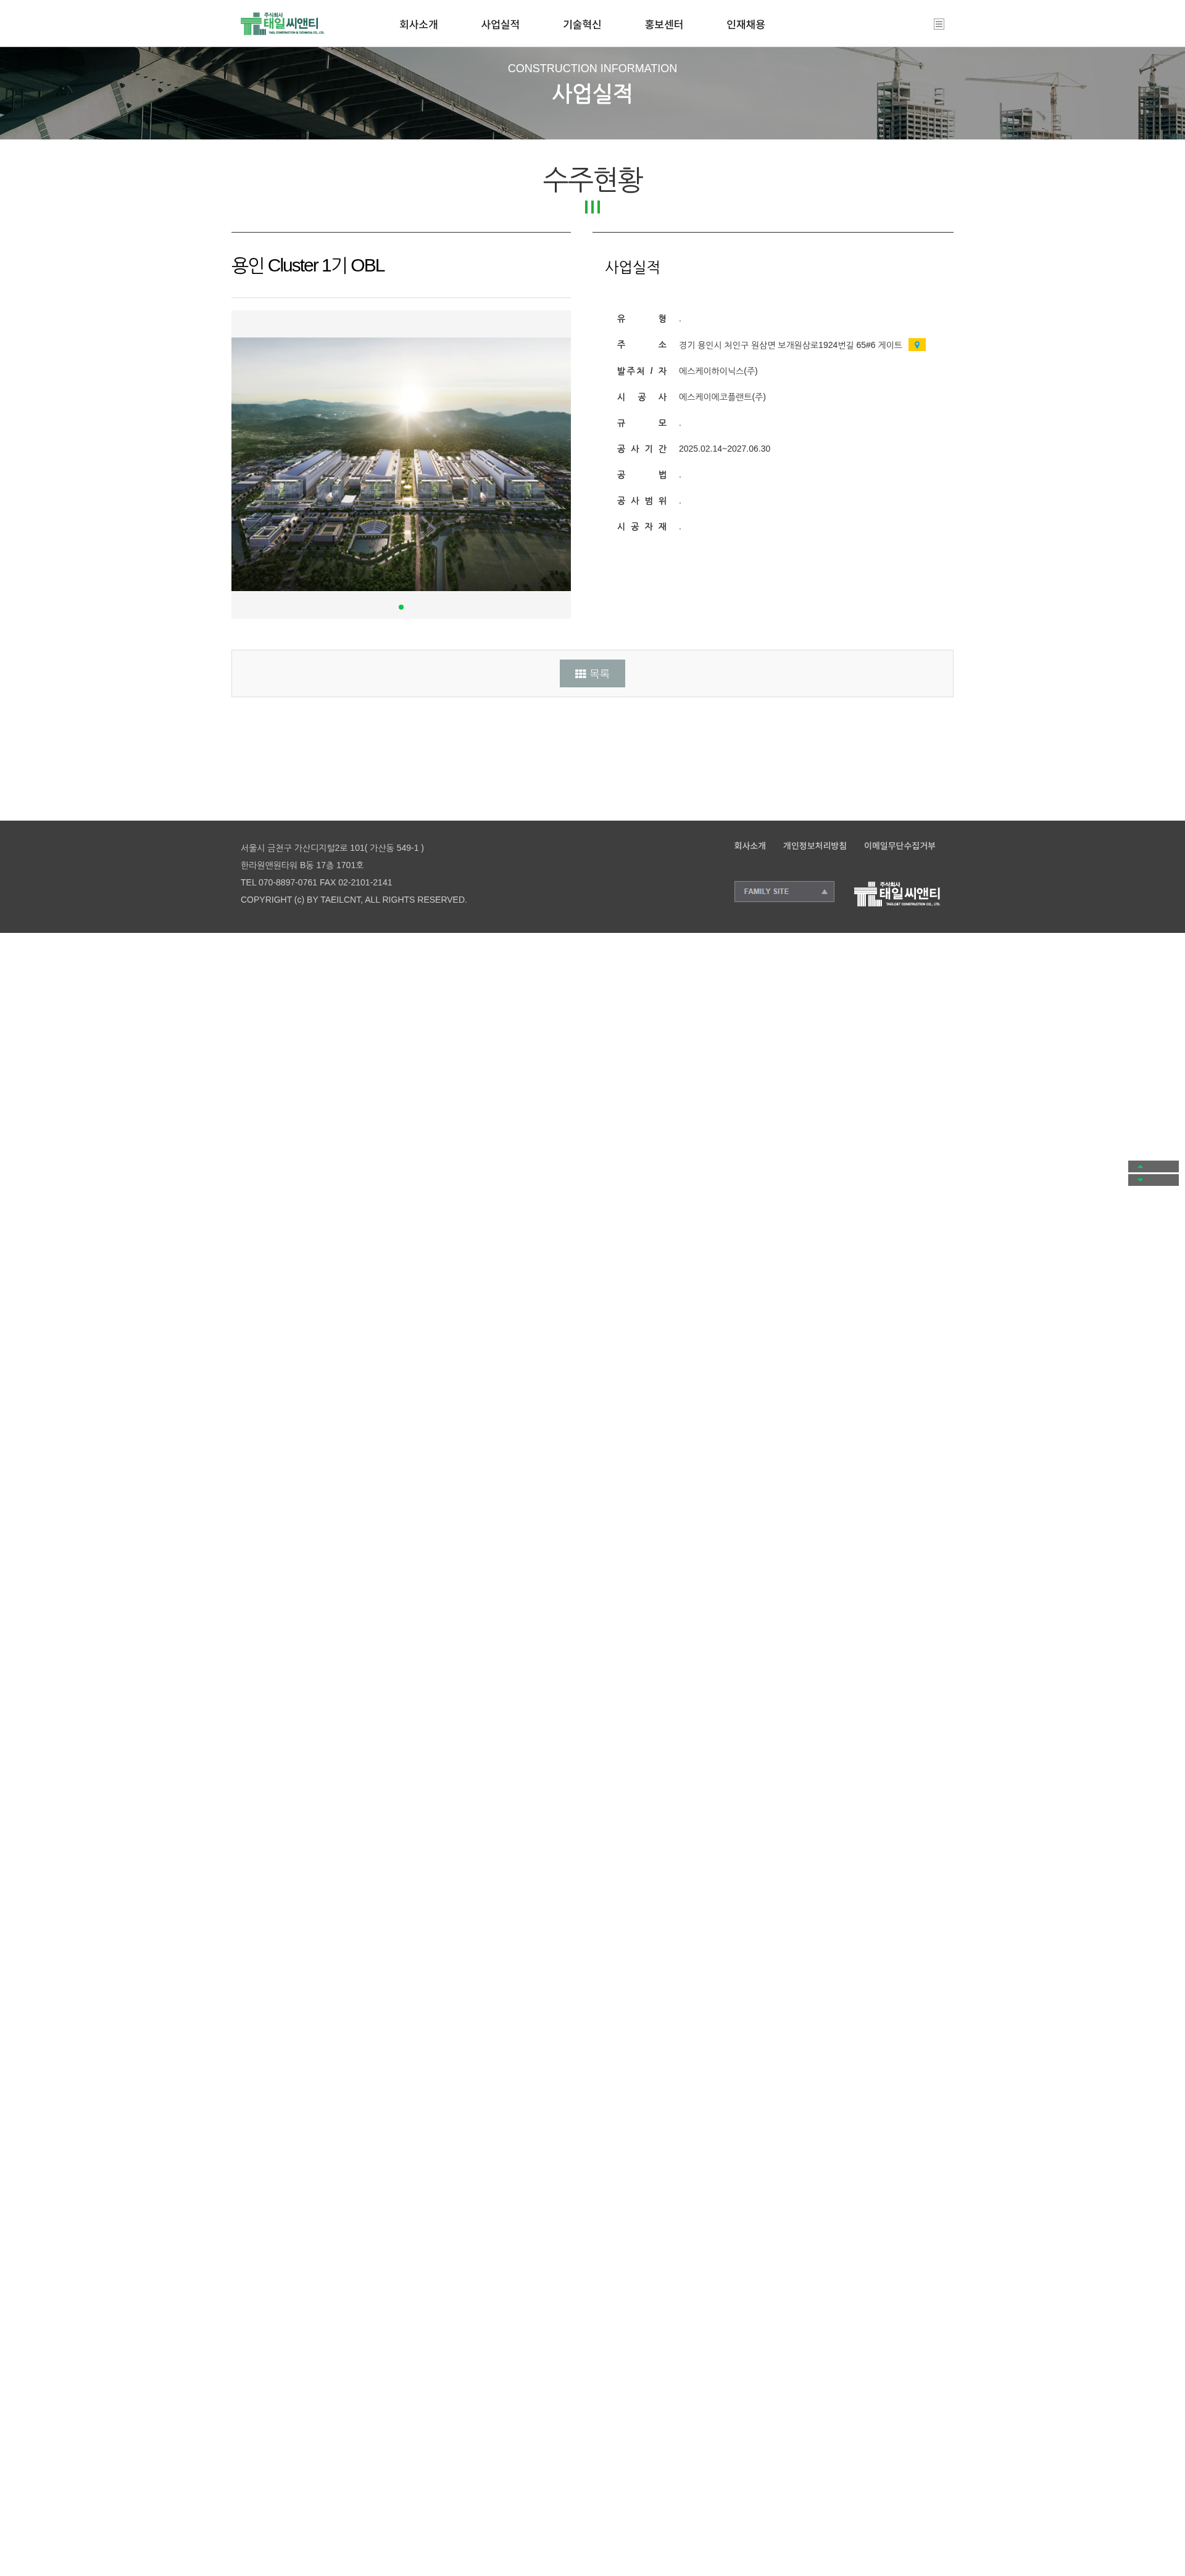 주식회사
태일씨앤티
회사소개 사업실적 기술혁신 홍보센터 인재채용
CONSTRUCTION INFORMATION
사업실적
수주현황
용인 Cluster 1기 OBL
사업실적
유 형 .
주 소 경기 용인시 처인구 원삼면 보개원삼로1924번길 65#6 게이트
발주처 / 자 에스케이하이닉스(주)
시 공 사 에스케이에코플랜트(주)
규 모 .
공 사 기 간 2025.02.14~2027.06.30
공 법 .
공 사 범 위 .
시 공 자 재 .
목록
서울시 금천구 가산디지털2로 101( 가산동 549-1 )
한라원앤원타워 B동 17층 1701호
TEL 070-8897-0761 FAX 02-2101-2141
COPYRIGHT (c) BY TAEILCNT, ALL RIGHTS RESERVED.
회사소개 개인정보처리방침 이메일무단수집거부
FAMILY SITE
주식회사
태일씨앤티